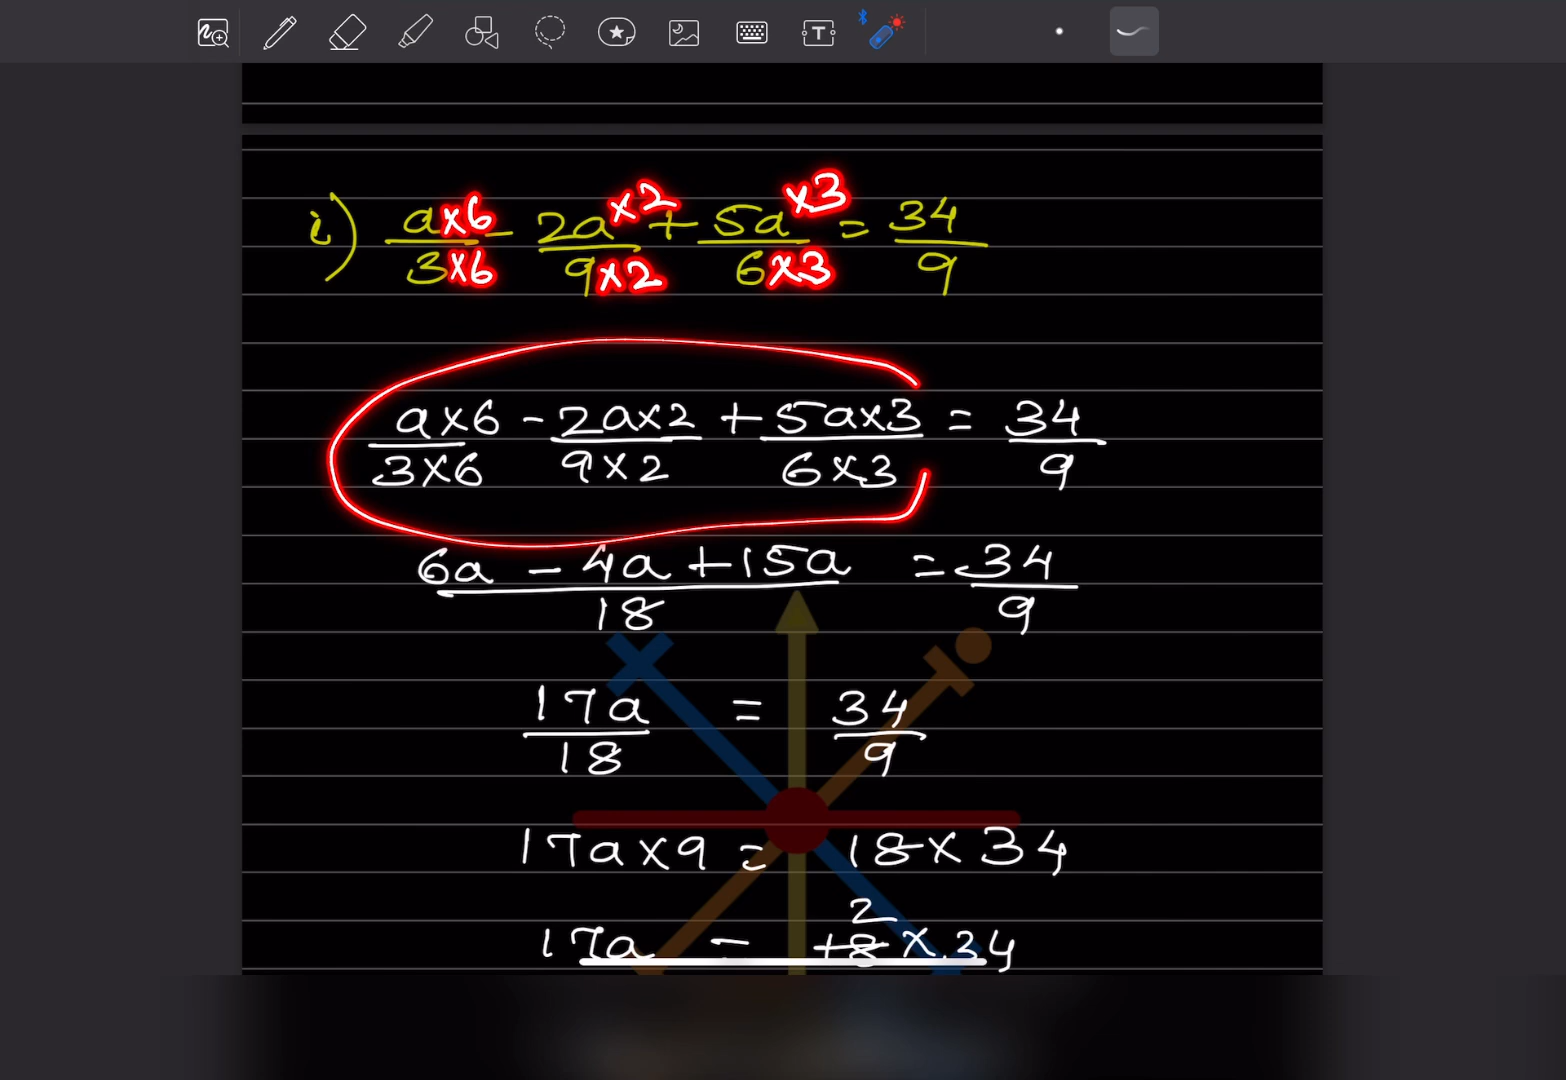 i) a×6/3×6 - 2a×2/9×2 + 5a×3/6×3 = 34/9
a×6/3×6 - 2a×2/9×2 + 5a×3/6×3 = 34/9
6a - 4a + 15a/18 = 34/9
17a/18 = 34/9
17a×9 = 18×34
2
17a = 18×34